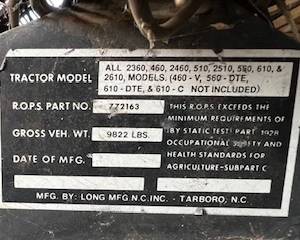 TRACTOR MODEL
ALL 2360, 460, 2460, 510, 2510, 560, 610, &
2610, MODELS. (460-V, 560-DTE,
610-DTE, & 610-C NOT INCLUDED)
R.O.P.S. PART NO. 772163
GROSS VEH. WT. 9822 LBS.
DATE OF MFG.
THIS R.O.P.S. EXCEEDS THE
MINIMUM REQUIREMENTS OF
BY STATIC TEST: PART 1928
OCCUPATIONAL SAFETY AND
HEALTH STANDARDS FOR
AGRICULTURE-SUBPART C
MFG. BY: LONG MFG. N.C. INC. - TARBORO, N.C.